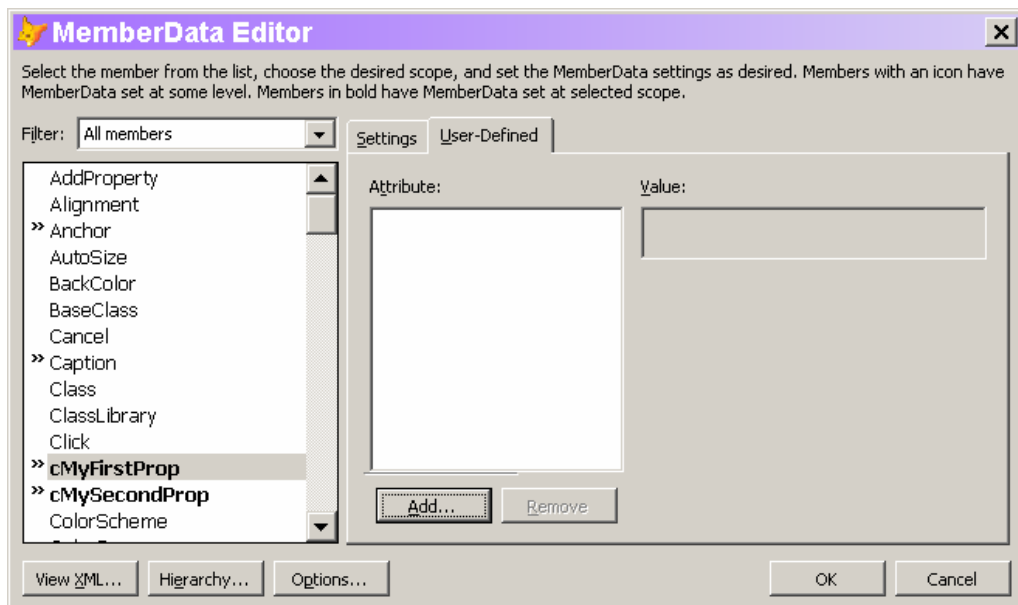 MemberData Editor
Select the member from the list, choose the desired scope, and set the MemberData settings as desired. Members with an icon have
MemberData set at some level. Members in bold have MemberData set at selected scope.
Filter: All members
Settings User-Defined
AddProperty
Alignment
» Anchor
AutoSize
BackColor
BaseClass
Cancel
» Caption
Class
ClassLibrary
Click
» cMyFirstProp
» cMySecondProp
ColorScheme
Attribute: Value:
Add... Remove
View XML... Hierarchy... Options... OK Cancel